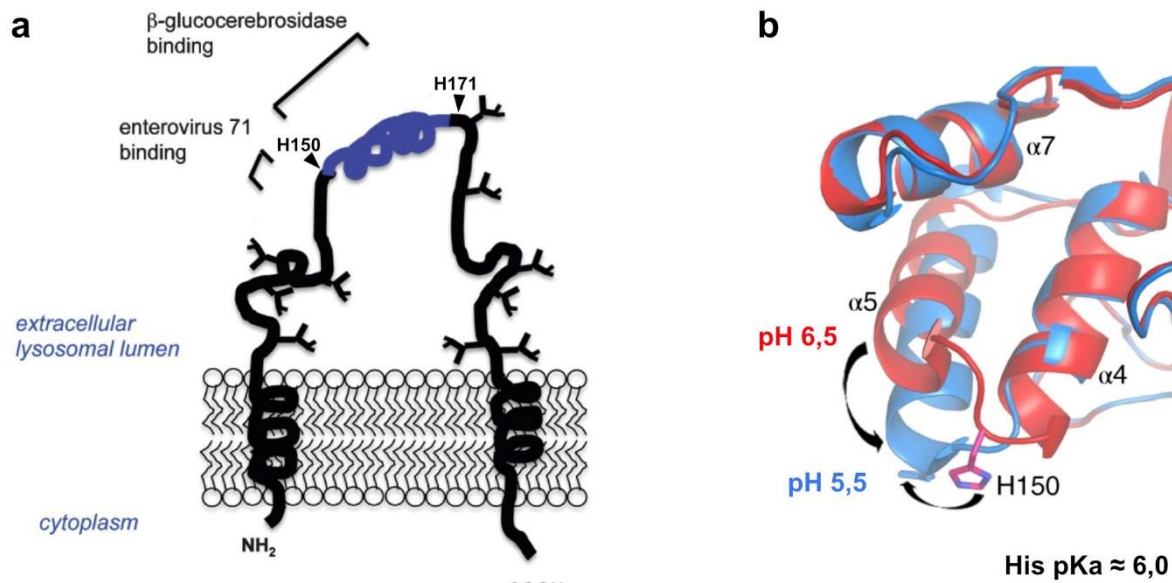 a
β-glucocerebrosidase
binding
enterovirus 71
binding
H150
H171
extracellular
lysosomal lumen
cytoplasm
NH₂
b
α7
α5
pH 6,5
α4
pH 5,5
H150
His pKa ≈ 6,0